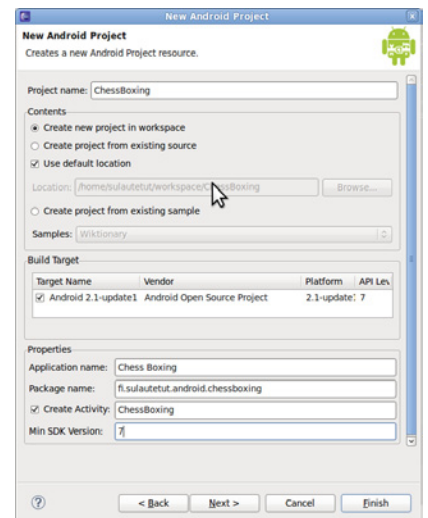 New Android Project
New Android Project
Creates a new Android Project resource.
Project name: ChessBoxing
Contents
Create new project in workspace
Create project from existing source
Use default location
Location: /home/sulautetut/workspace/ChessBoxing Browse...
Create project from existing sample
Samples: Wiktionary
Build Target
Target Name Vendor Platform API Lev
Android 2.1-update1 Android Open Source Project 2.1-update 7
Properties
Application name: Chess Boxing
Package name: fi.sulautetut.android.chessboxing
Create Activity: ChessBoxing
Min SDK Version: 7
? < Back Next > Cancel Finish